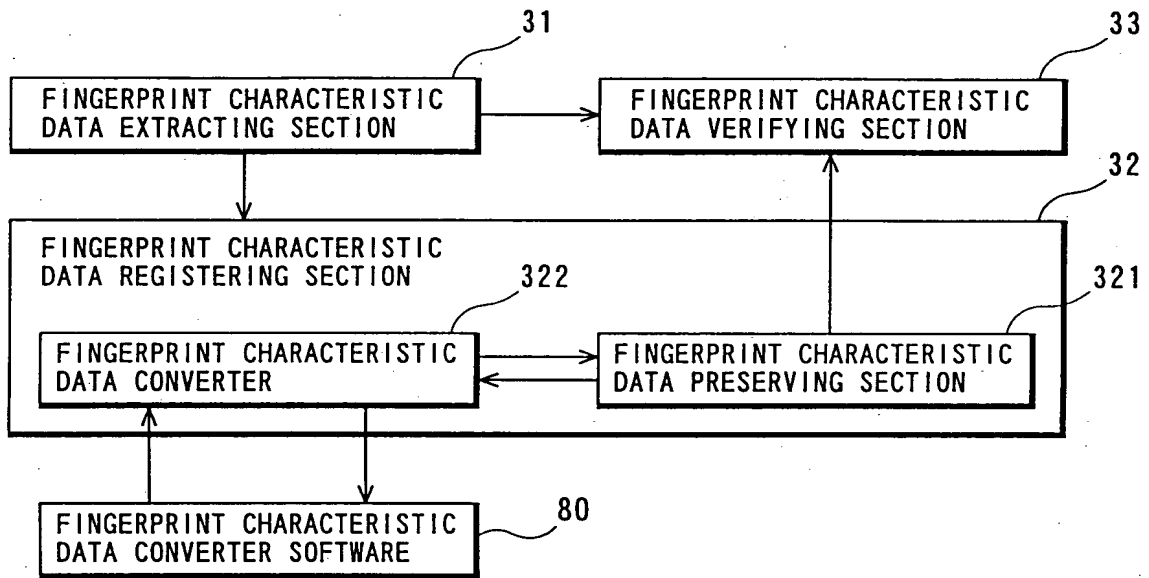 31
33
FINGERPRINT CHARACTERISTIC
DATA EXTRACTING SECTION
FINGERPRINT CHARACTERISTIC
DATA VERIFYING SECTION
32
FINGERPRINT CHARACTERISTIC
DATA REGISTERING SECTION
322
321
FINGERPRINT CHARACTERISTIC
DATA CONVERTER
FINGERPRINT CHARACTERISTIC
DATA PRESERVING SECTION
FINGERPRINT CHARACTERISTIC
DATA CONVERTER SOFTWARE
80